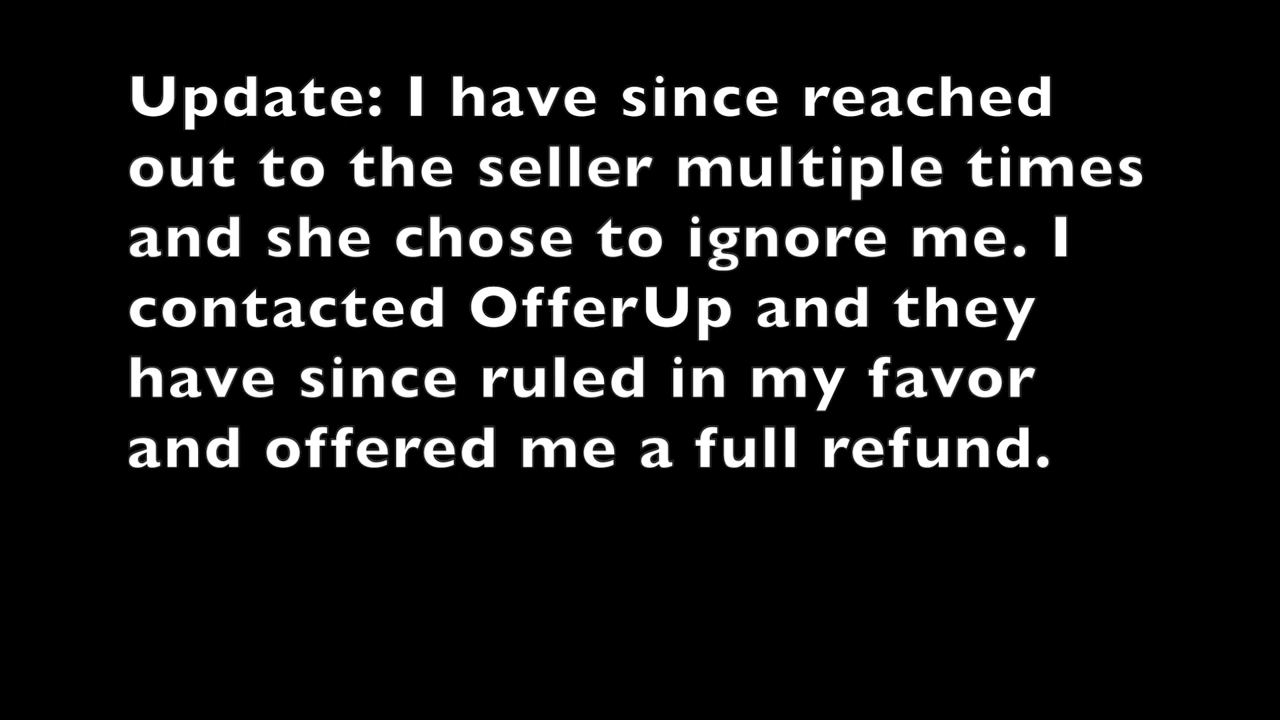 Update: I have since reached
out to the seller multiple times
and she chose to ignore me. I
contacted OfferUp and they
have since ruled in my favor
and offered me a full refund.